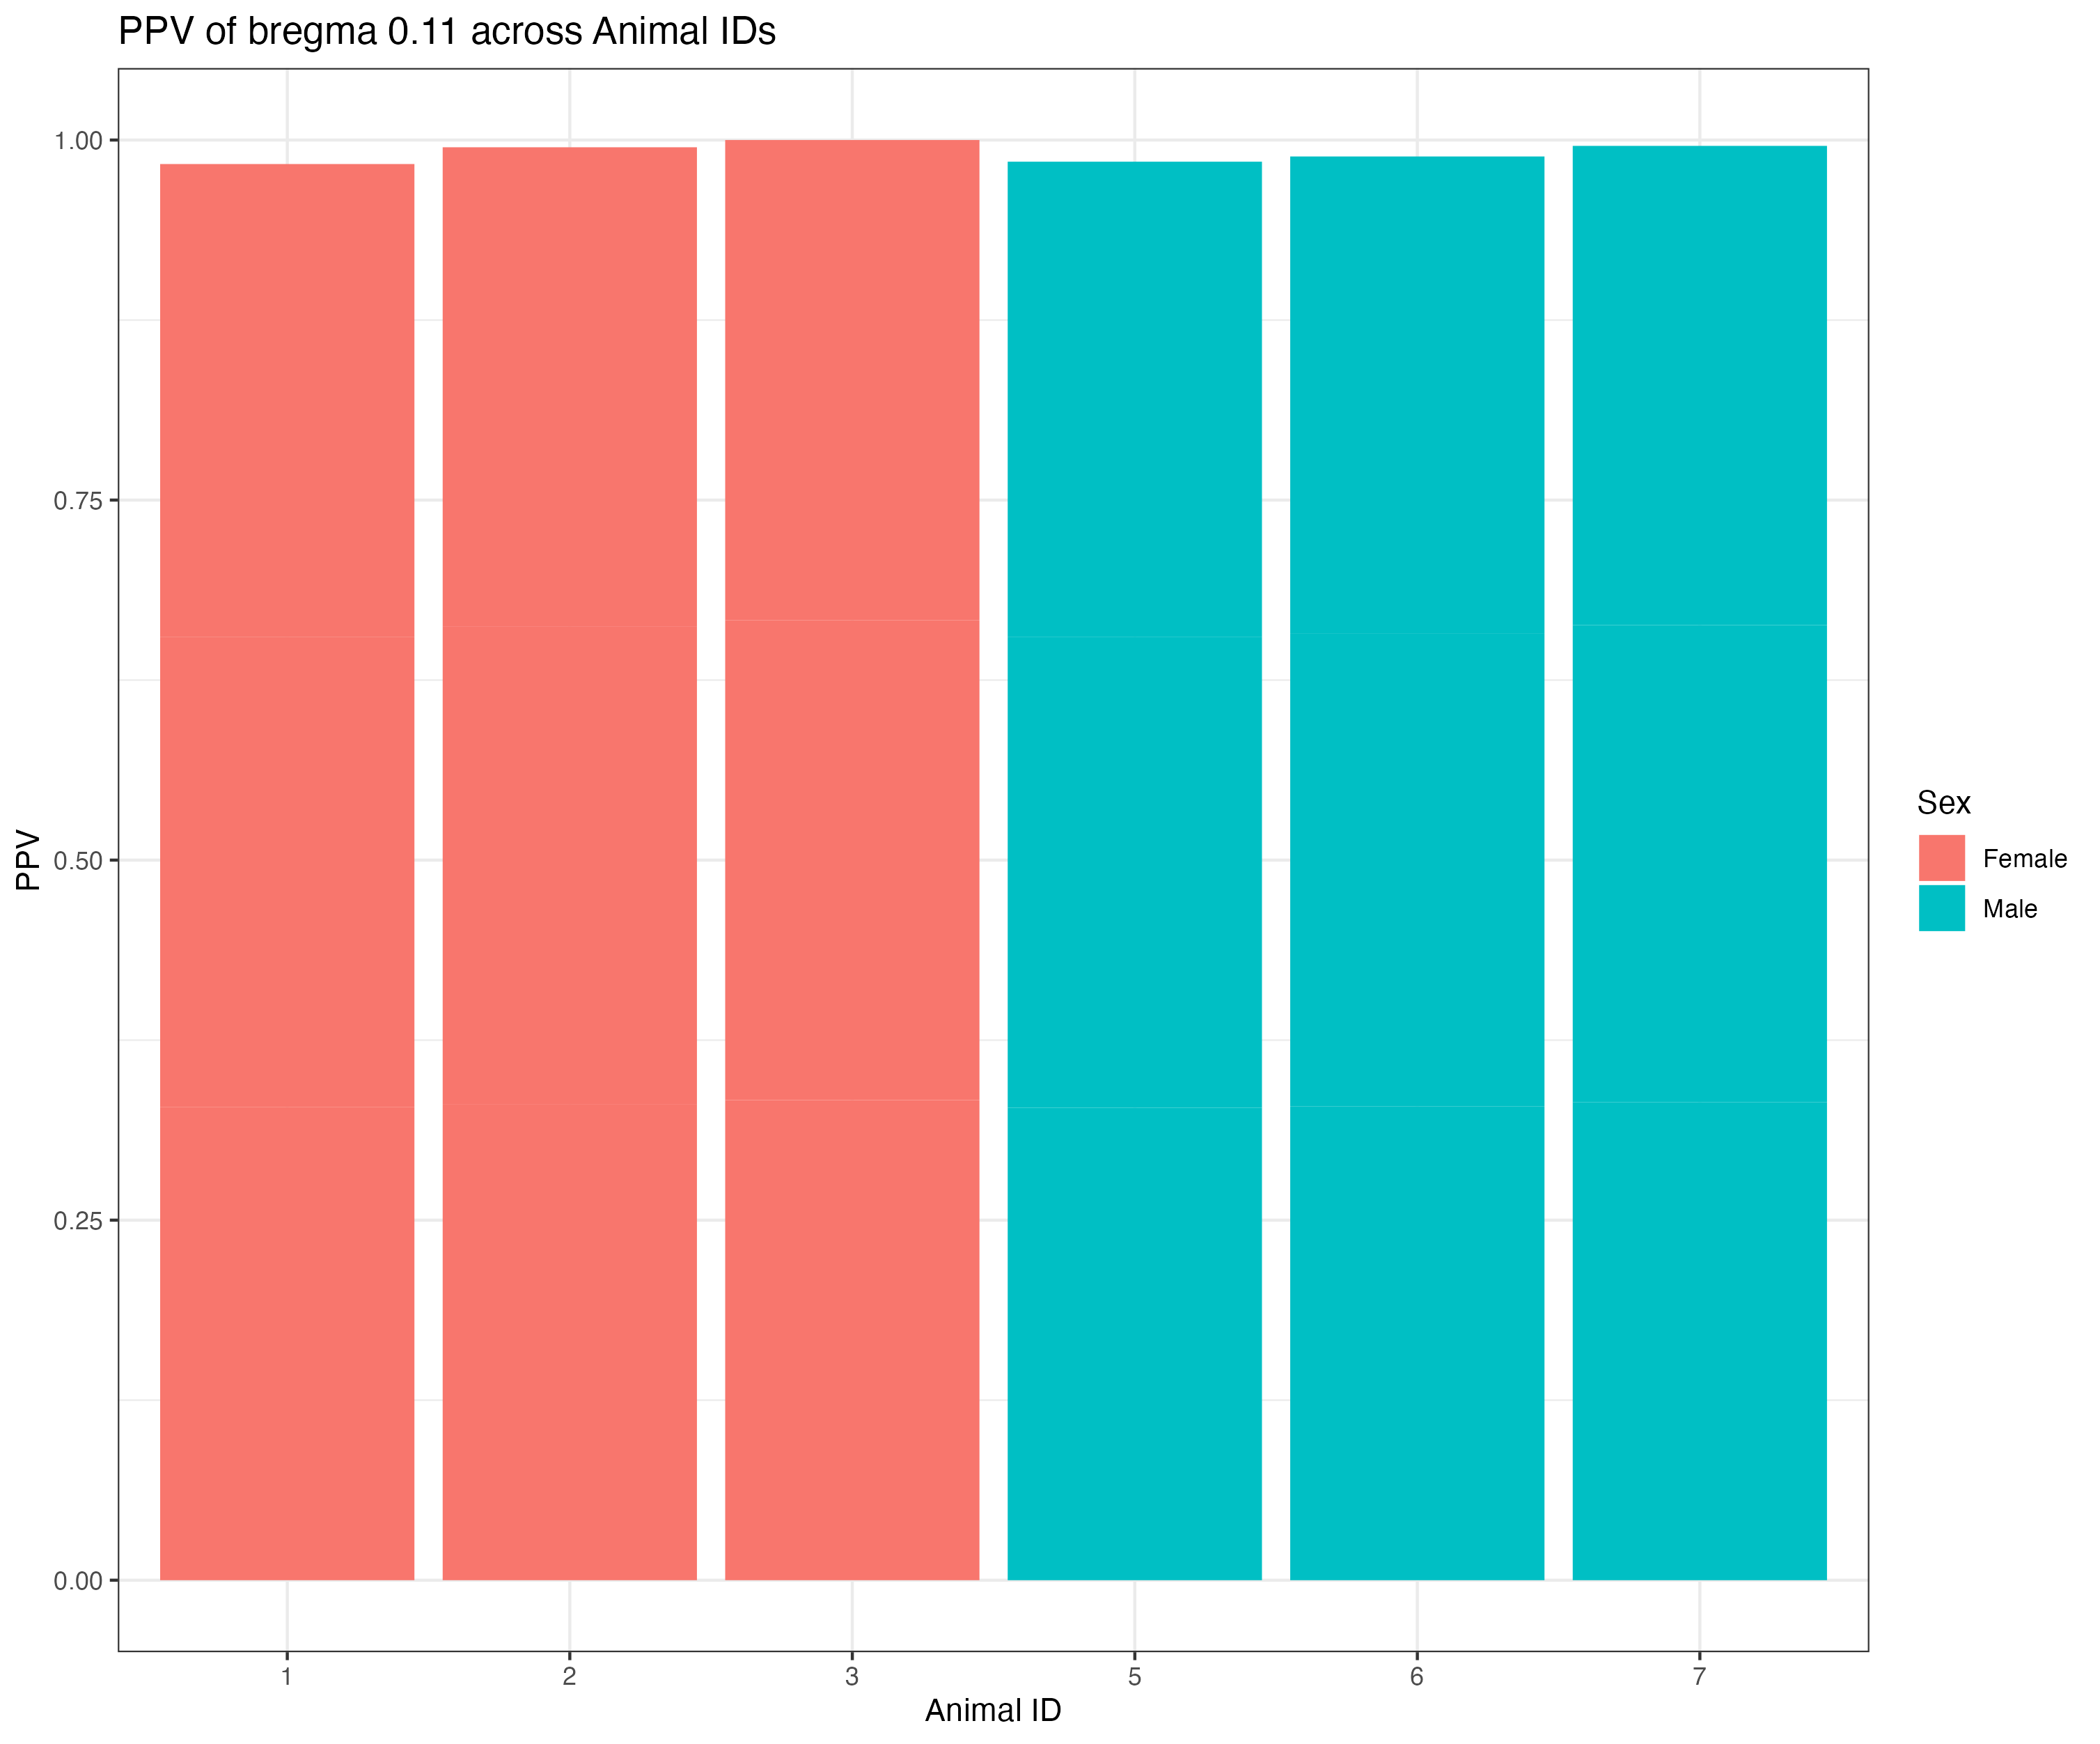 PPV of bregma 0.11 across Animal IDs
1.00
0.75
0.50
0.25
0.00
PPV
1 2 3 5 6 7
Animal ID
Sex
Female
Male